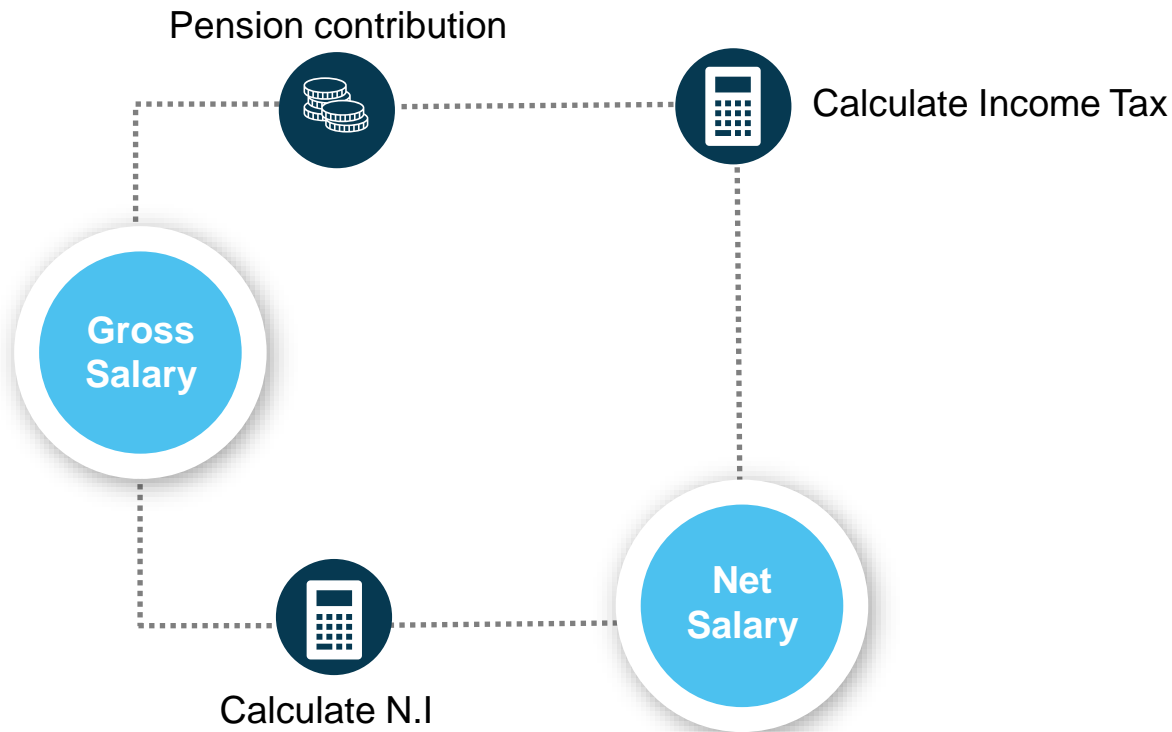 Pension contribution
Calculate Income Tax
Gross
Salary
Net
Salary
Calculate N.I